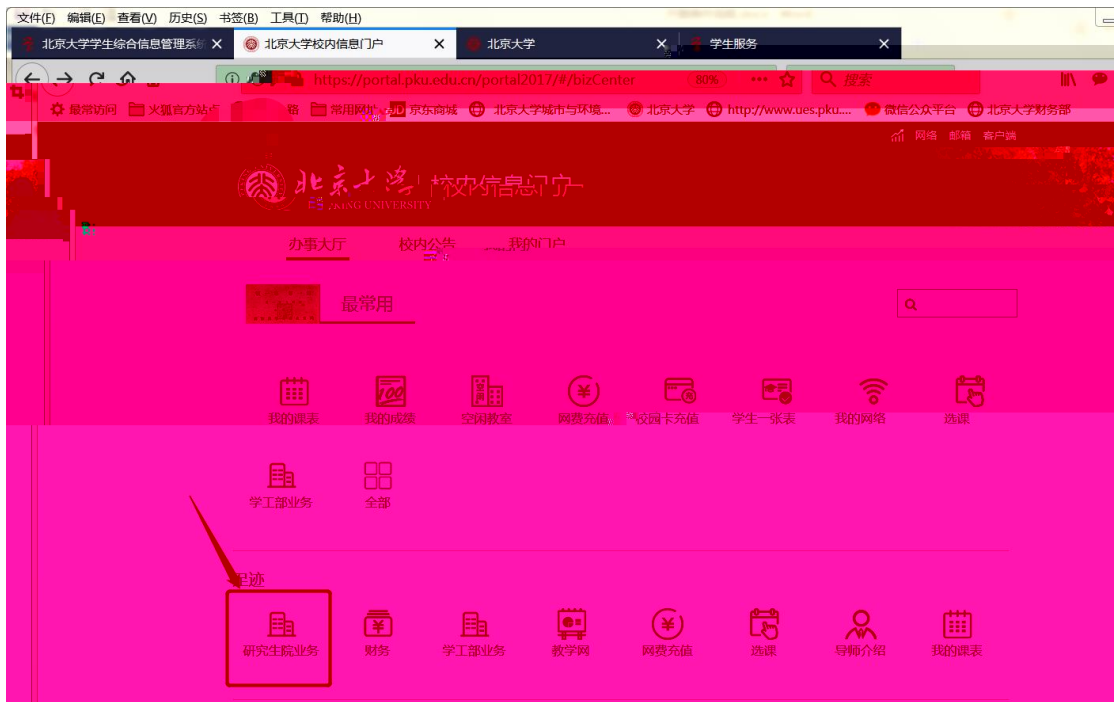 文件(F) 编辑(E) 查看(V) 历史(S) 书签(B) 工具(T) 帮助(H)
北京大学学生综合信息管理系统 北京大学校内信息门户 北京大学 学生服务
https://portal.pku.edu.cn/portal2017/#/bizCenter 80% 搜索
最常访问 火狐官方站点 常用网址 JD 京东商城 北京大学城市与环境... 北京大学 http://www.ues.pku.... 微信公众平台 北京大学财务部
网络 邮箱 客户端
北京大学 校内信息门户
PEKING UNIVERSITY
办事大厅 校内公告 我的门户
最常用
我的课表 我的成绩 空闲教室 网费充值 校园卡充值 学生一张表 我的网络 选课
学工部业务 全部
足迹
研究生院业务 财务 学工部业务 教学网 网费充值 选课 导师介绍 我的课表